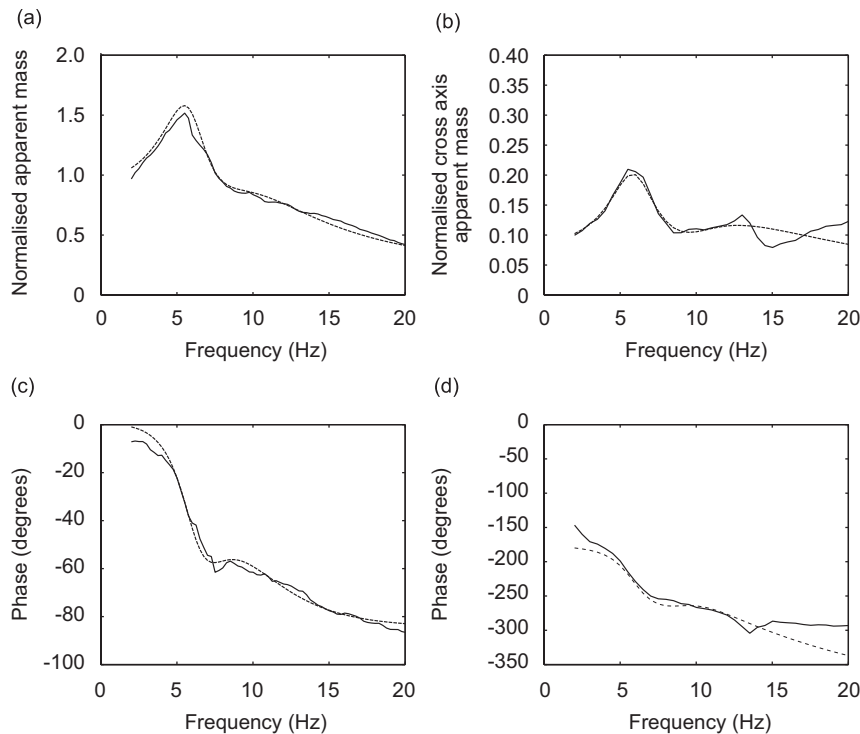 (a)
Normalised apparent mass
2.0
1.5
1.0
0.5
0
0 5 10 15 20
Frequency (Hz)
(b)
Normalised cross axis
apparent mass
0.40
0.35
0.30
0.25
0.20
0.15
0.10
0.05
0.00
0 5 10 15 20
Frequency (Hz)
(c)
Phase (degrees)
0
-20
-40
-60
-80
-100
0 5 10 15 20
Frequency (Hz)
(d)
Phase (degrees)
0
-50
-100
-150
-200
-250
-300
-350
0 5 10 15 20
Frequency (Hz)